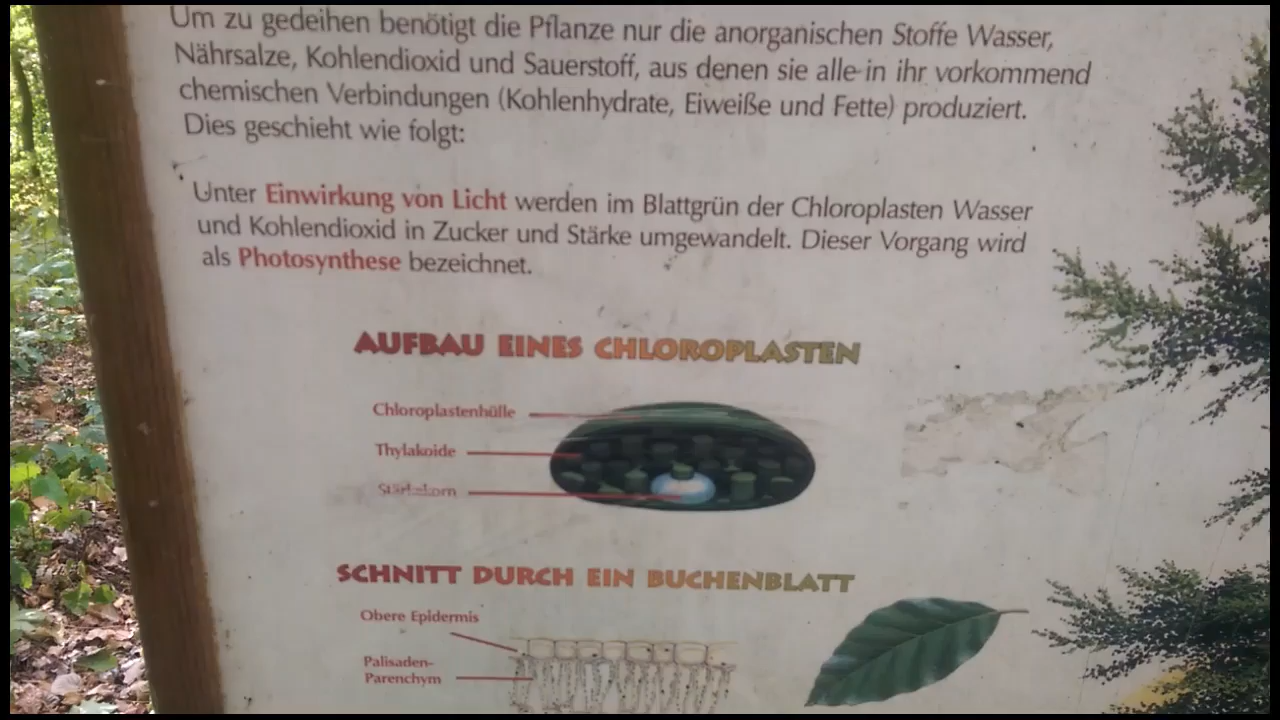 Um zu gedeihen benötigt die Pflanze nur die anorganischen Stoffe Wasser,
Nährsalze, Kohlendioxid und Sauerstoff, aus denen sie alle in ihr vorkommend
chemischen Verbindungen (Kohlenhydrate, Eiweiße und Fette) produziert.
Dies geschieht wie folgt:
Unter Einwirkung von Licht werden im Blattgrün der Chloroplasten Wasser
und Kohlendioxid in Zucker und Stärke umgewandelt. Dieser Vorgang wird
als Photosynthese bezeichnet.
AUFBAU EINES CHLOROPLASTEN
Chloroplastenhülle
Thylakoide
Stärkekorn
SCHNITT DURCH EIN BUCHENBLATT
Obere Epidermis
Palisaden-
Parenchym